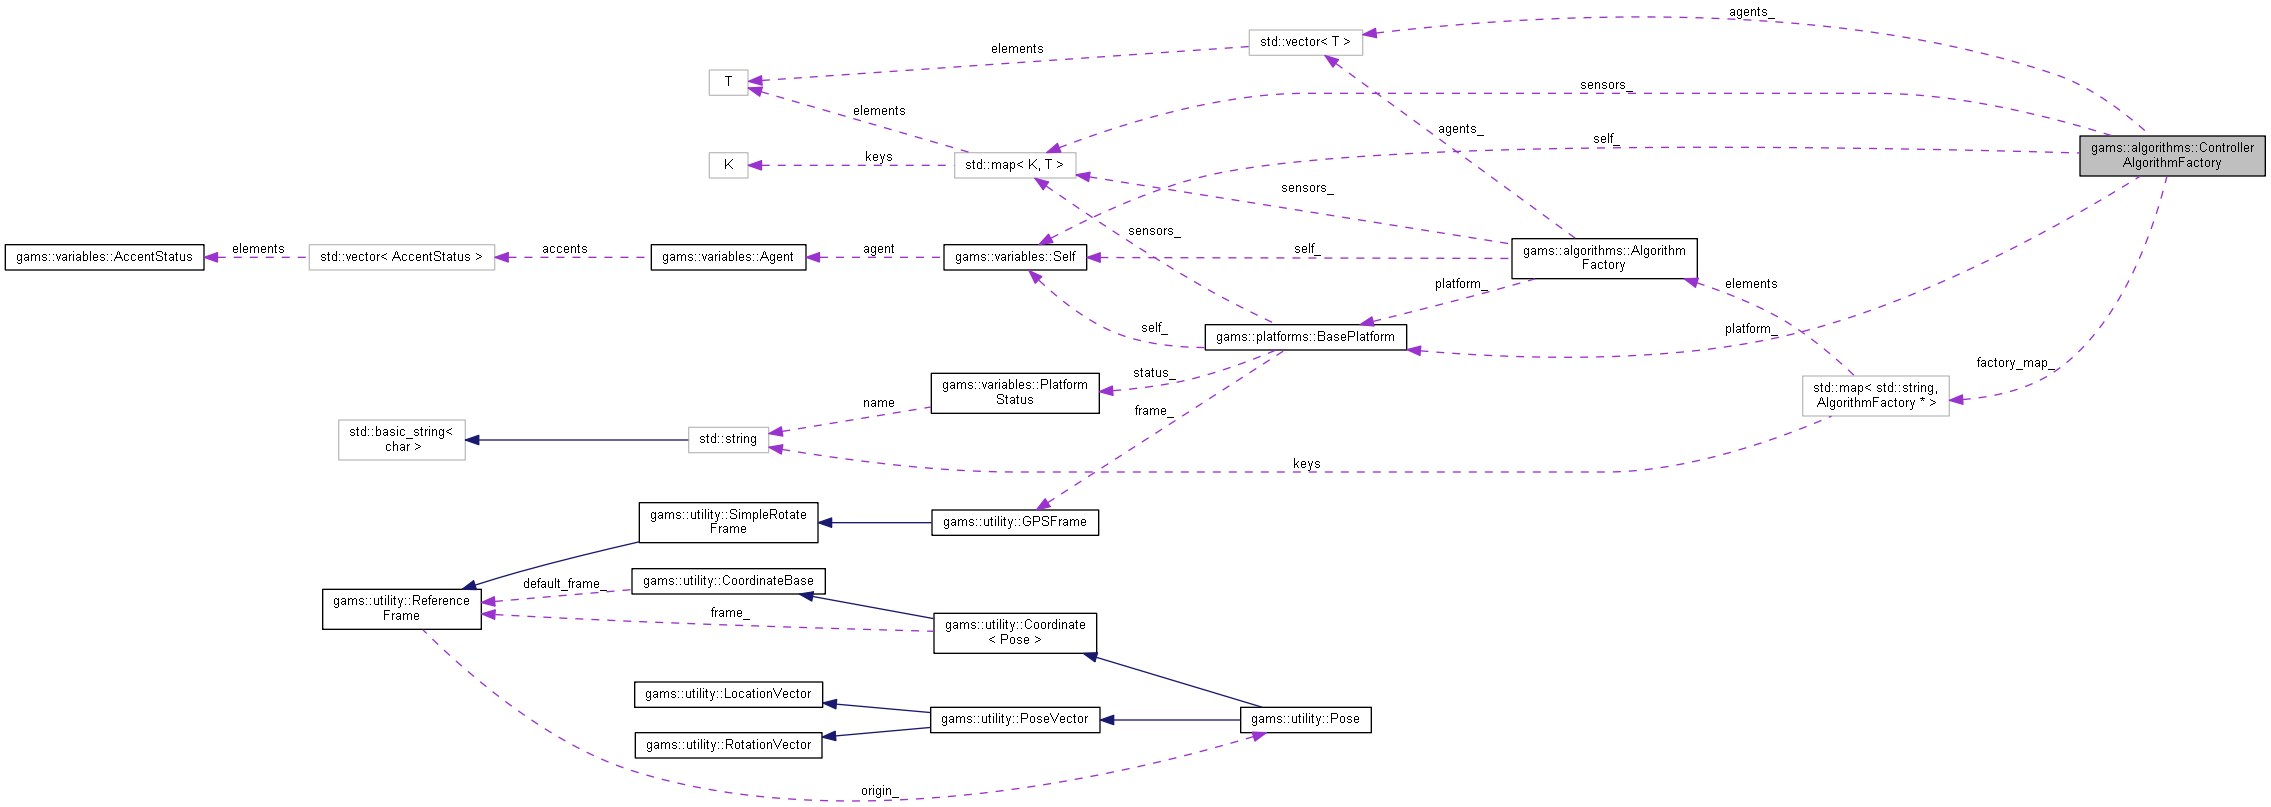 agents_
std::vector< T >
elements
T
sensors_
elements
agents_
self_
gams::algorithms::Controller
AlgorithmFactory
keys
K
std::map< K, T >
sensors_
sensors_
gams::variables::AccentStatus
elements
std::vector< AccentStatus >
accents
gams::variables::Agent
agent
gams::variables::Self
self_
gams::algorithms::Algorithm
Factory
platform_
elements
self_
gams::platforms::BasePlatform
platform_
status_
factory_map_
gams::variables::Platform
Status
std::map< std::string,
AlgorithmFactory * >
name
frame_
std::basic_string<
char >
std::string
keys
gams::utility::SimpleRotate
Frame
gams::utility::GPSFrame
default_frame_
gams::utility::CoordinateBase
gams::utility::Reference
Frame
frame_
gams::utility::Coordinate
< Pose >
gams::utility::LocationVector
gams::utility::PoseVector
gams::utility::Pose
gams::utility::RotationVector
origin_